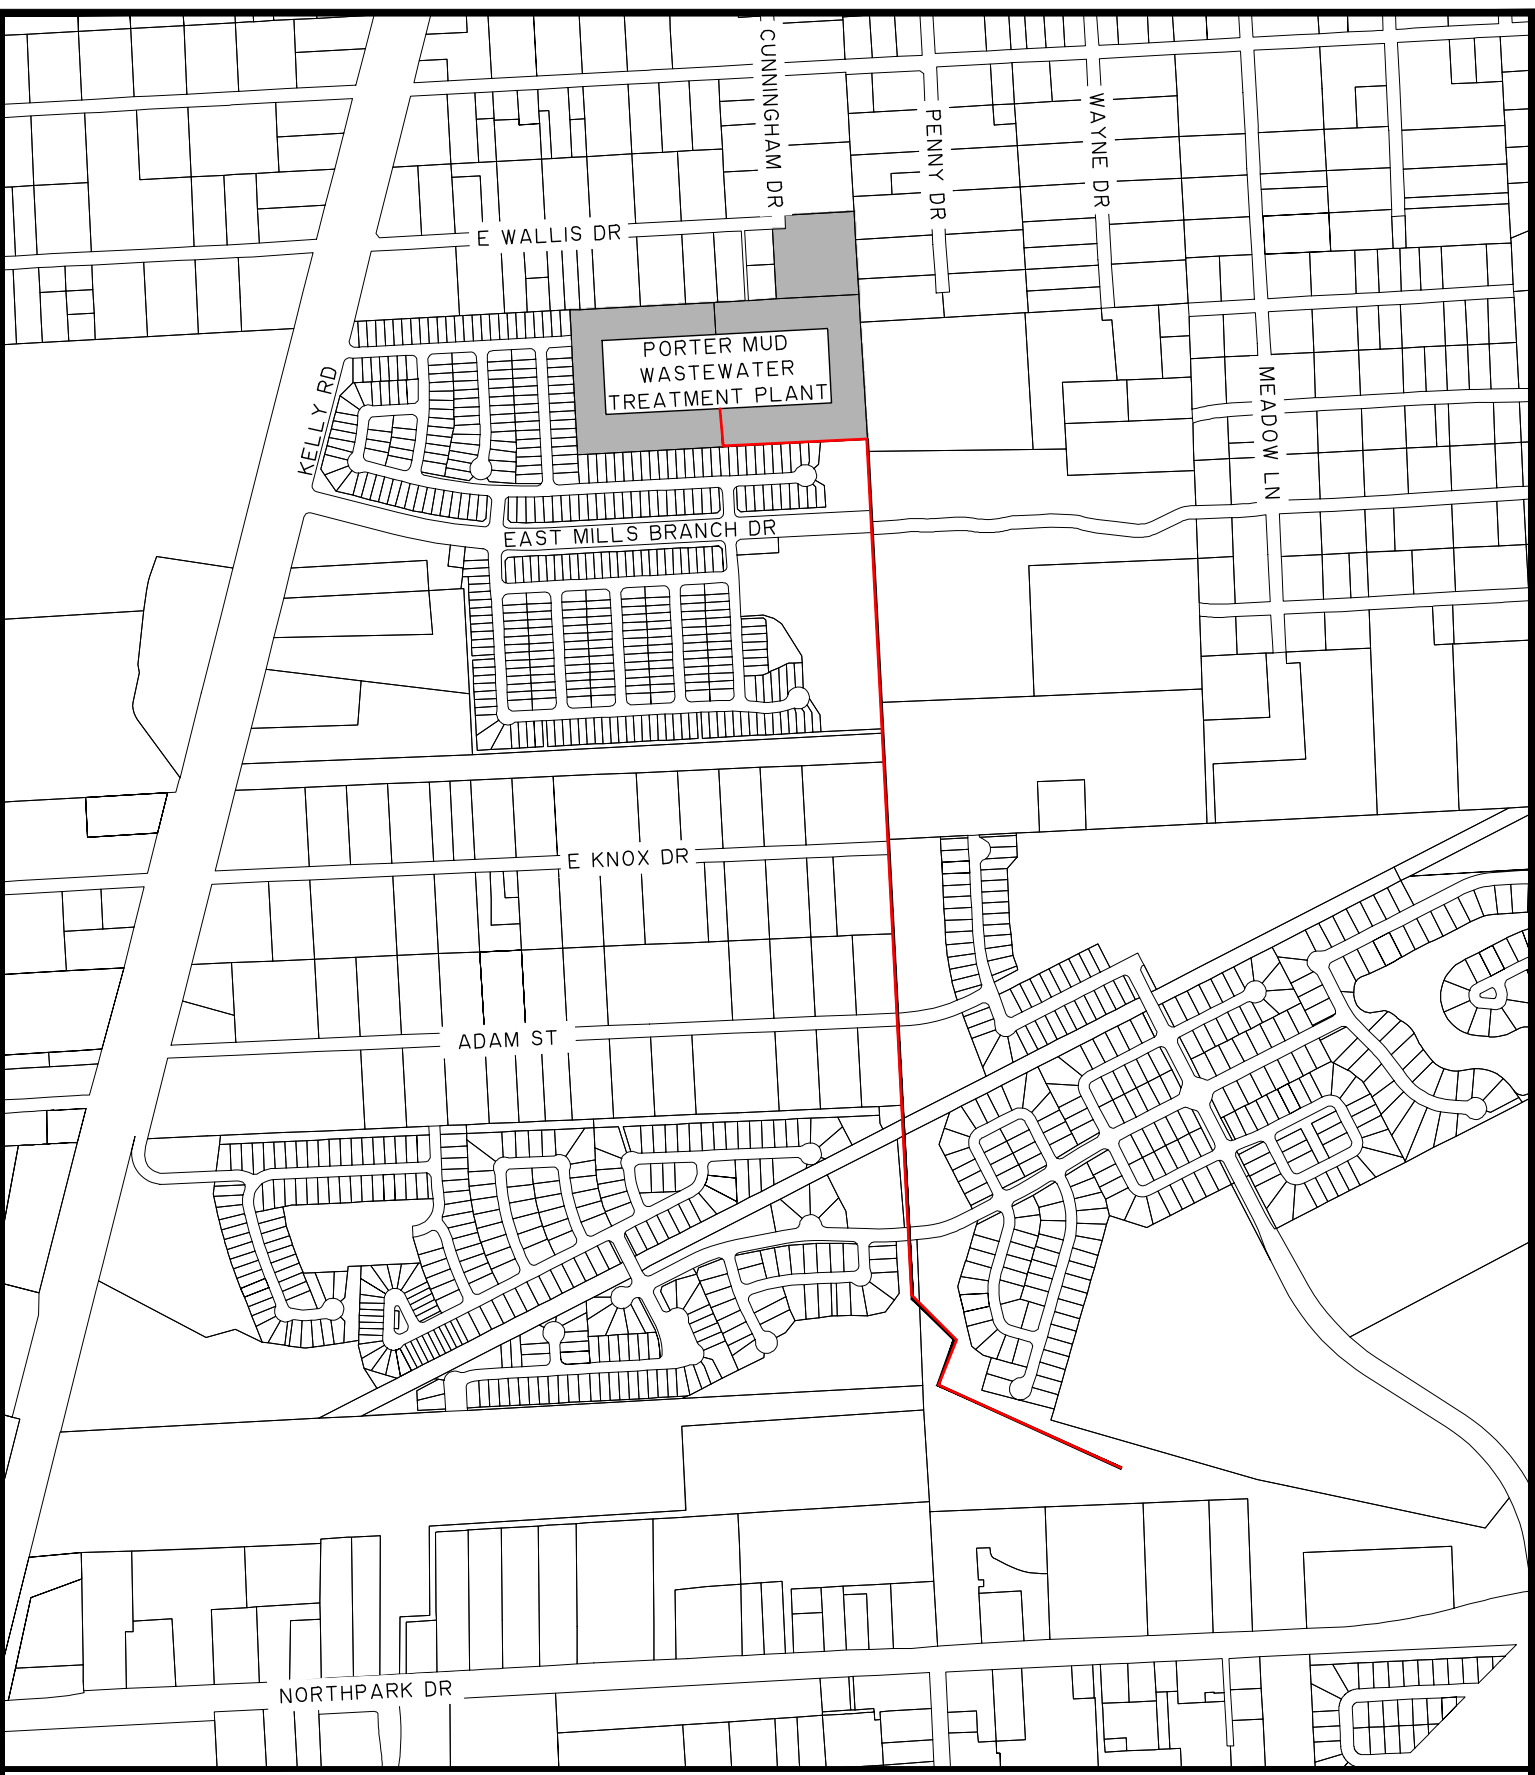 CUNNINGHAM DR
PENNY DR
WAYNE DR
E WALLIS DR
PORTER MUD
WASTEWATER
TREATMENT PLANT
KELLY RD
MEADOW LN
EAST MILLS BRANCH DR
E KNOX DR
ADAM ST
NORTHPARK DR